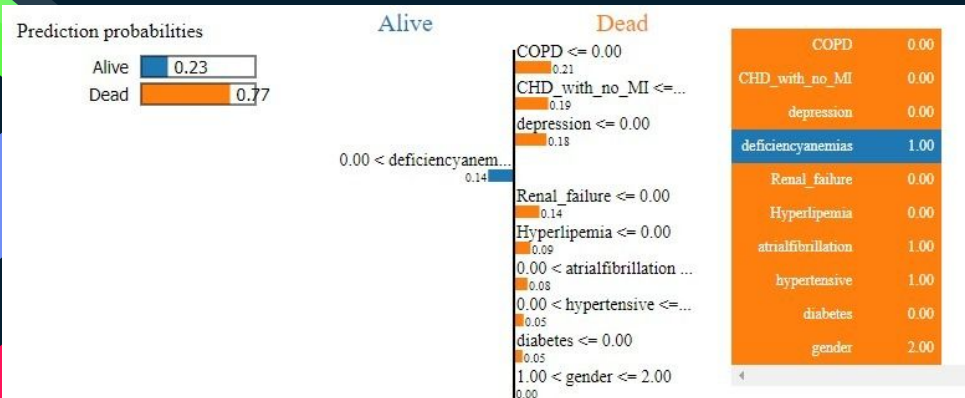 Prediction probabilities
Alive 0.23
Dead 0.77
Alive Dead
COPD <= 0.00
0.21
CHD_with_no_MI <=...
0.19
depression <= 0.00
0.18
0.00 < deficiencyanem...
0.14
Renal_failure <= 0.00
0.14
Hyperlipemia <= 0.00
0.09
0.00 < atrialfibrillation ...
0.08
0.00 < hypertensive <=...
0.05
diabetes <= 0.00
0.05
1.00 < gender <= 2.00
0.00
COPD 0.00
CHD_with_no_MI 0.00
depression 0.00
deficiencyanemias 1.00
Renal_failure 0.00
Hyperlipemia 0.00
atrialfibrillation 1.00
hypertensive 1.00
diabetes 0.00
gender 2.00